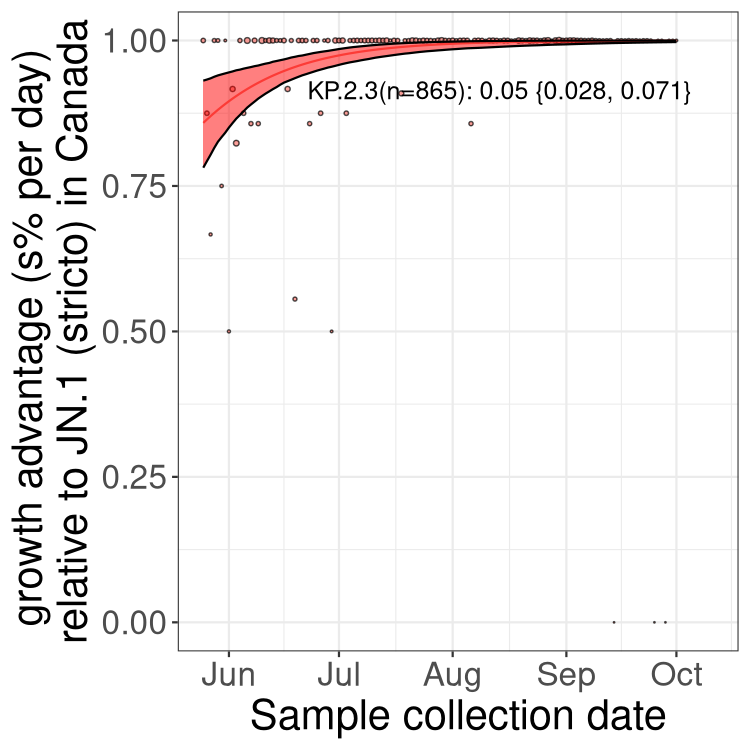 growth advantage (s% per day)
relative to JN.1 (stricto) in Canada
1.00
0.75
0.50
0.25
0.00
KP.2.3(n=865): 0.05 {0.028, 0.071}
Jun Jul Aug Sep Oct
Sample collection date